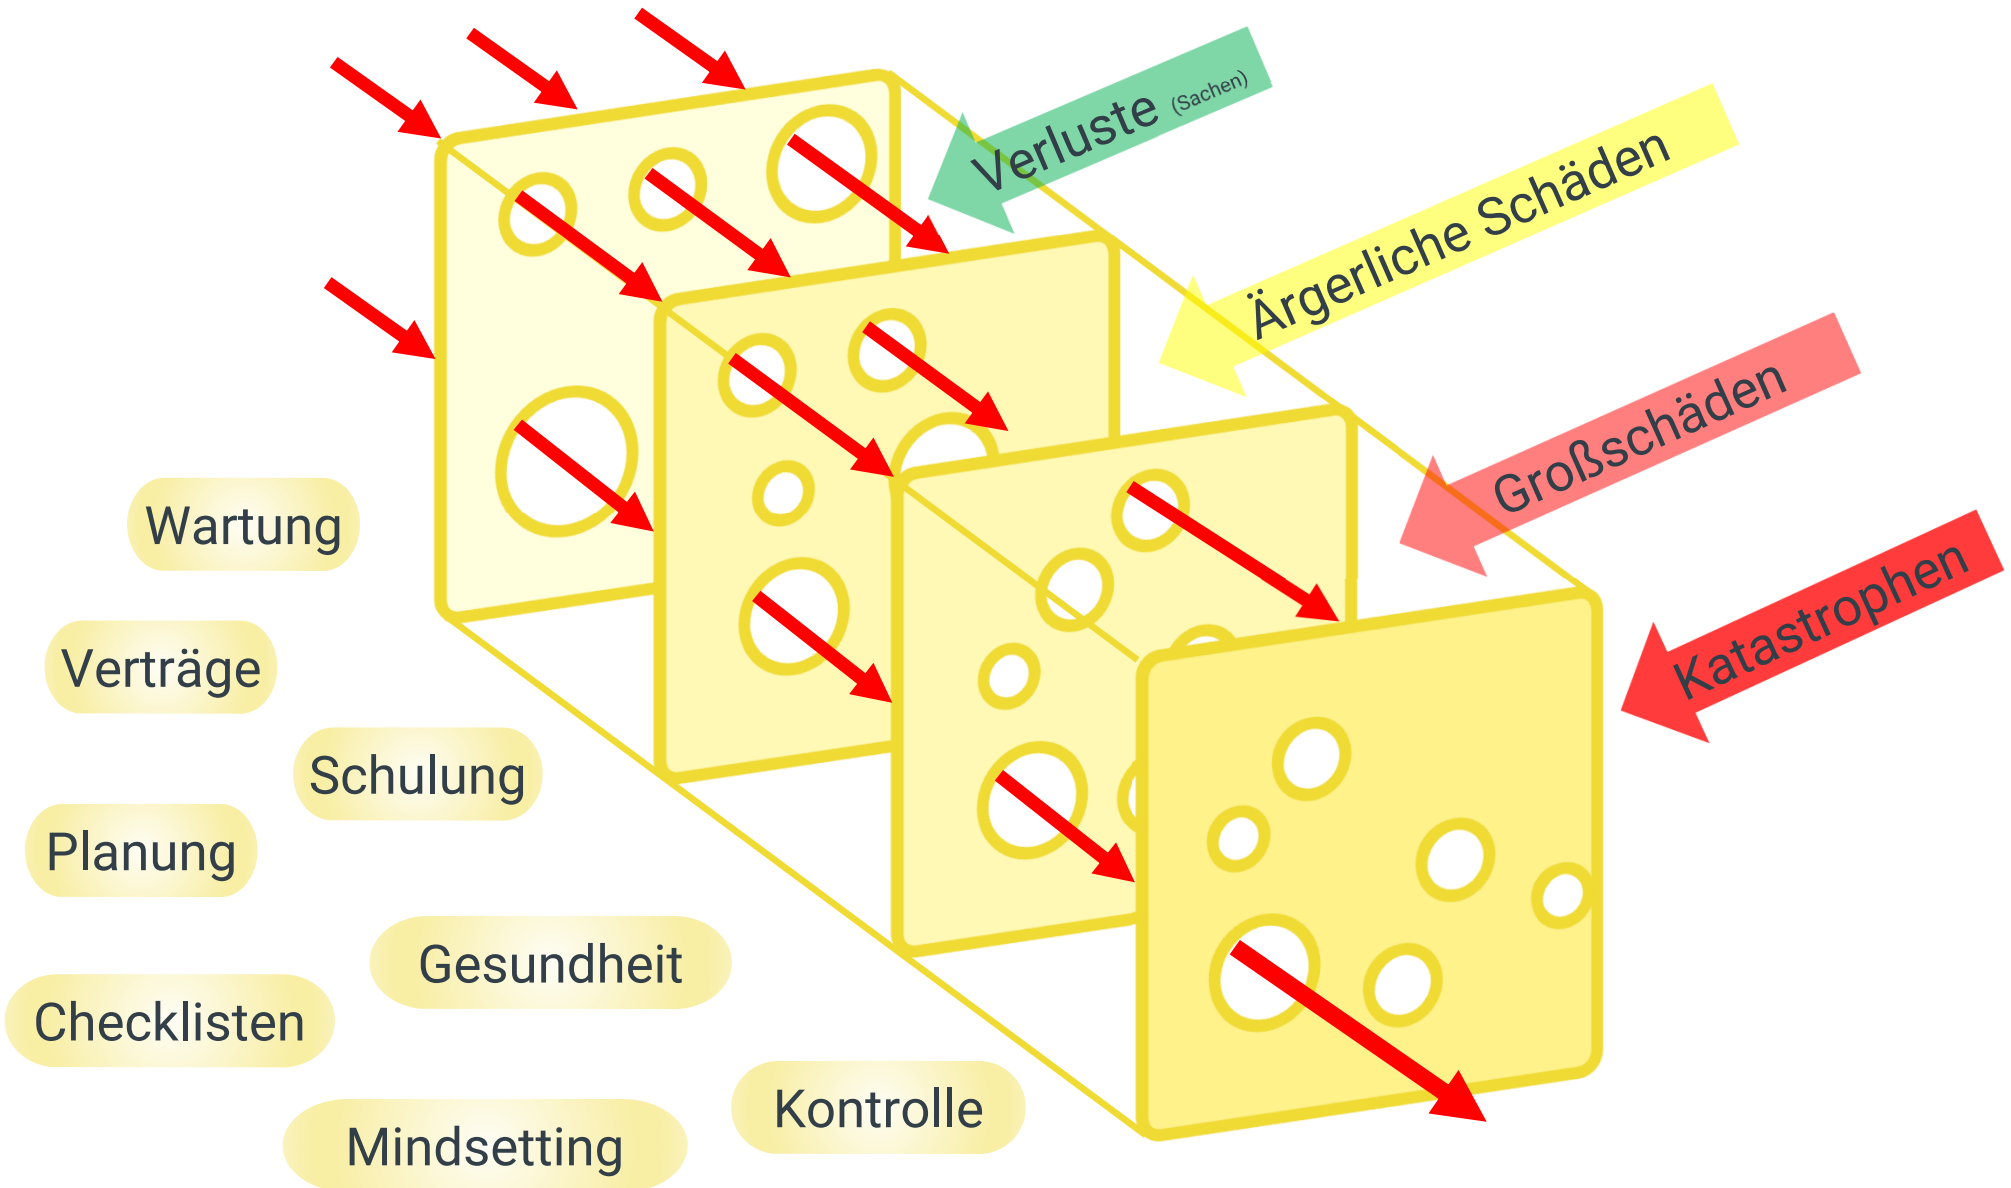 Verluste (Sachen)
Ärgerliche Schäden
Großschäden
Katastrophen
Wartung
Verträge
Schulung
Planung
Gesundheit
Checklisten
Kontrolle
Mindsetting